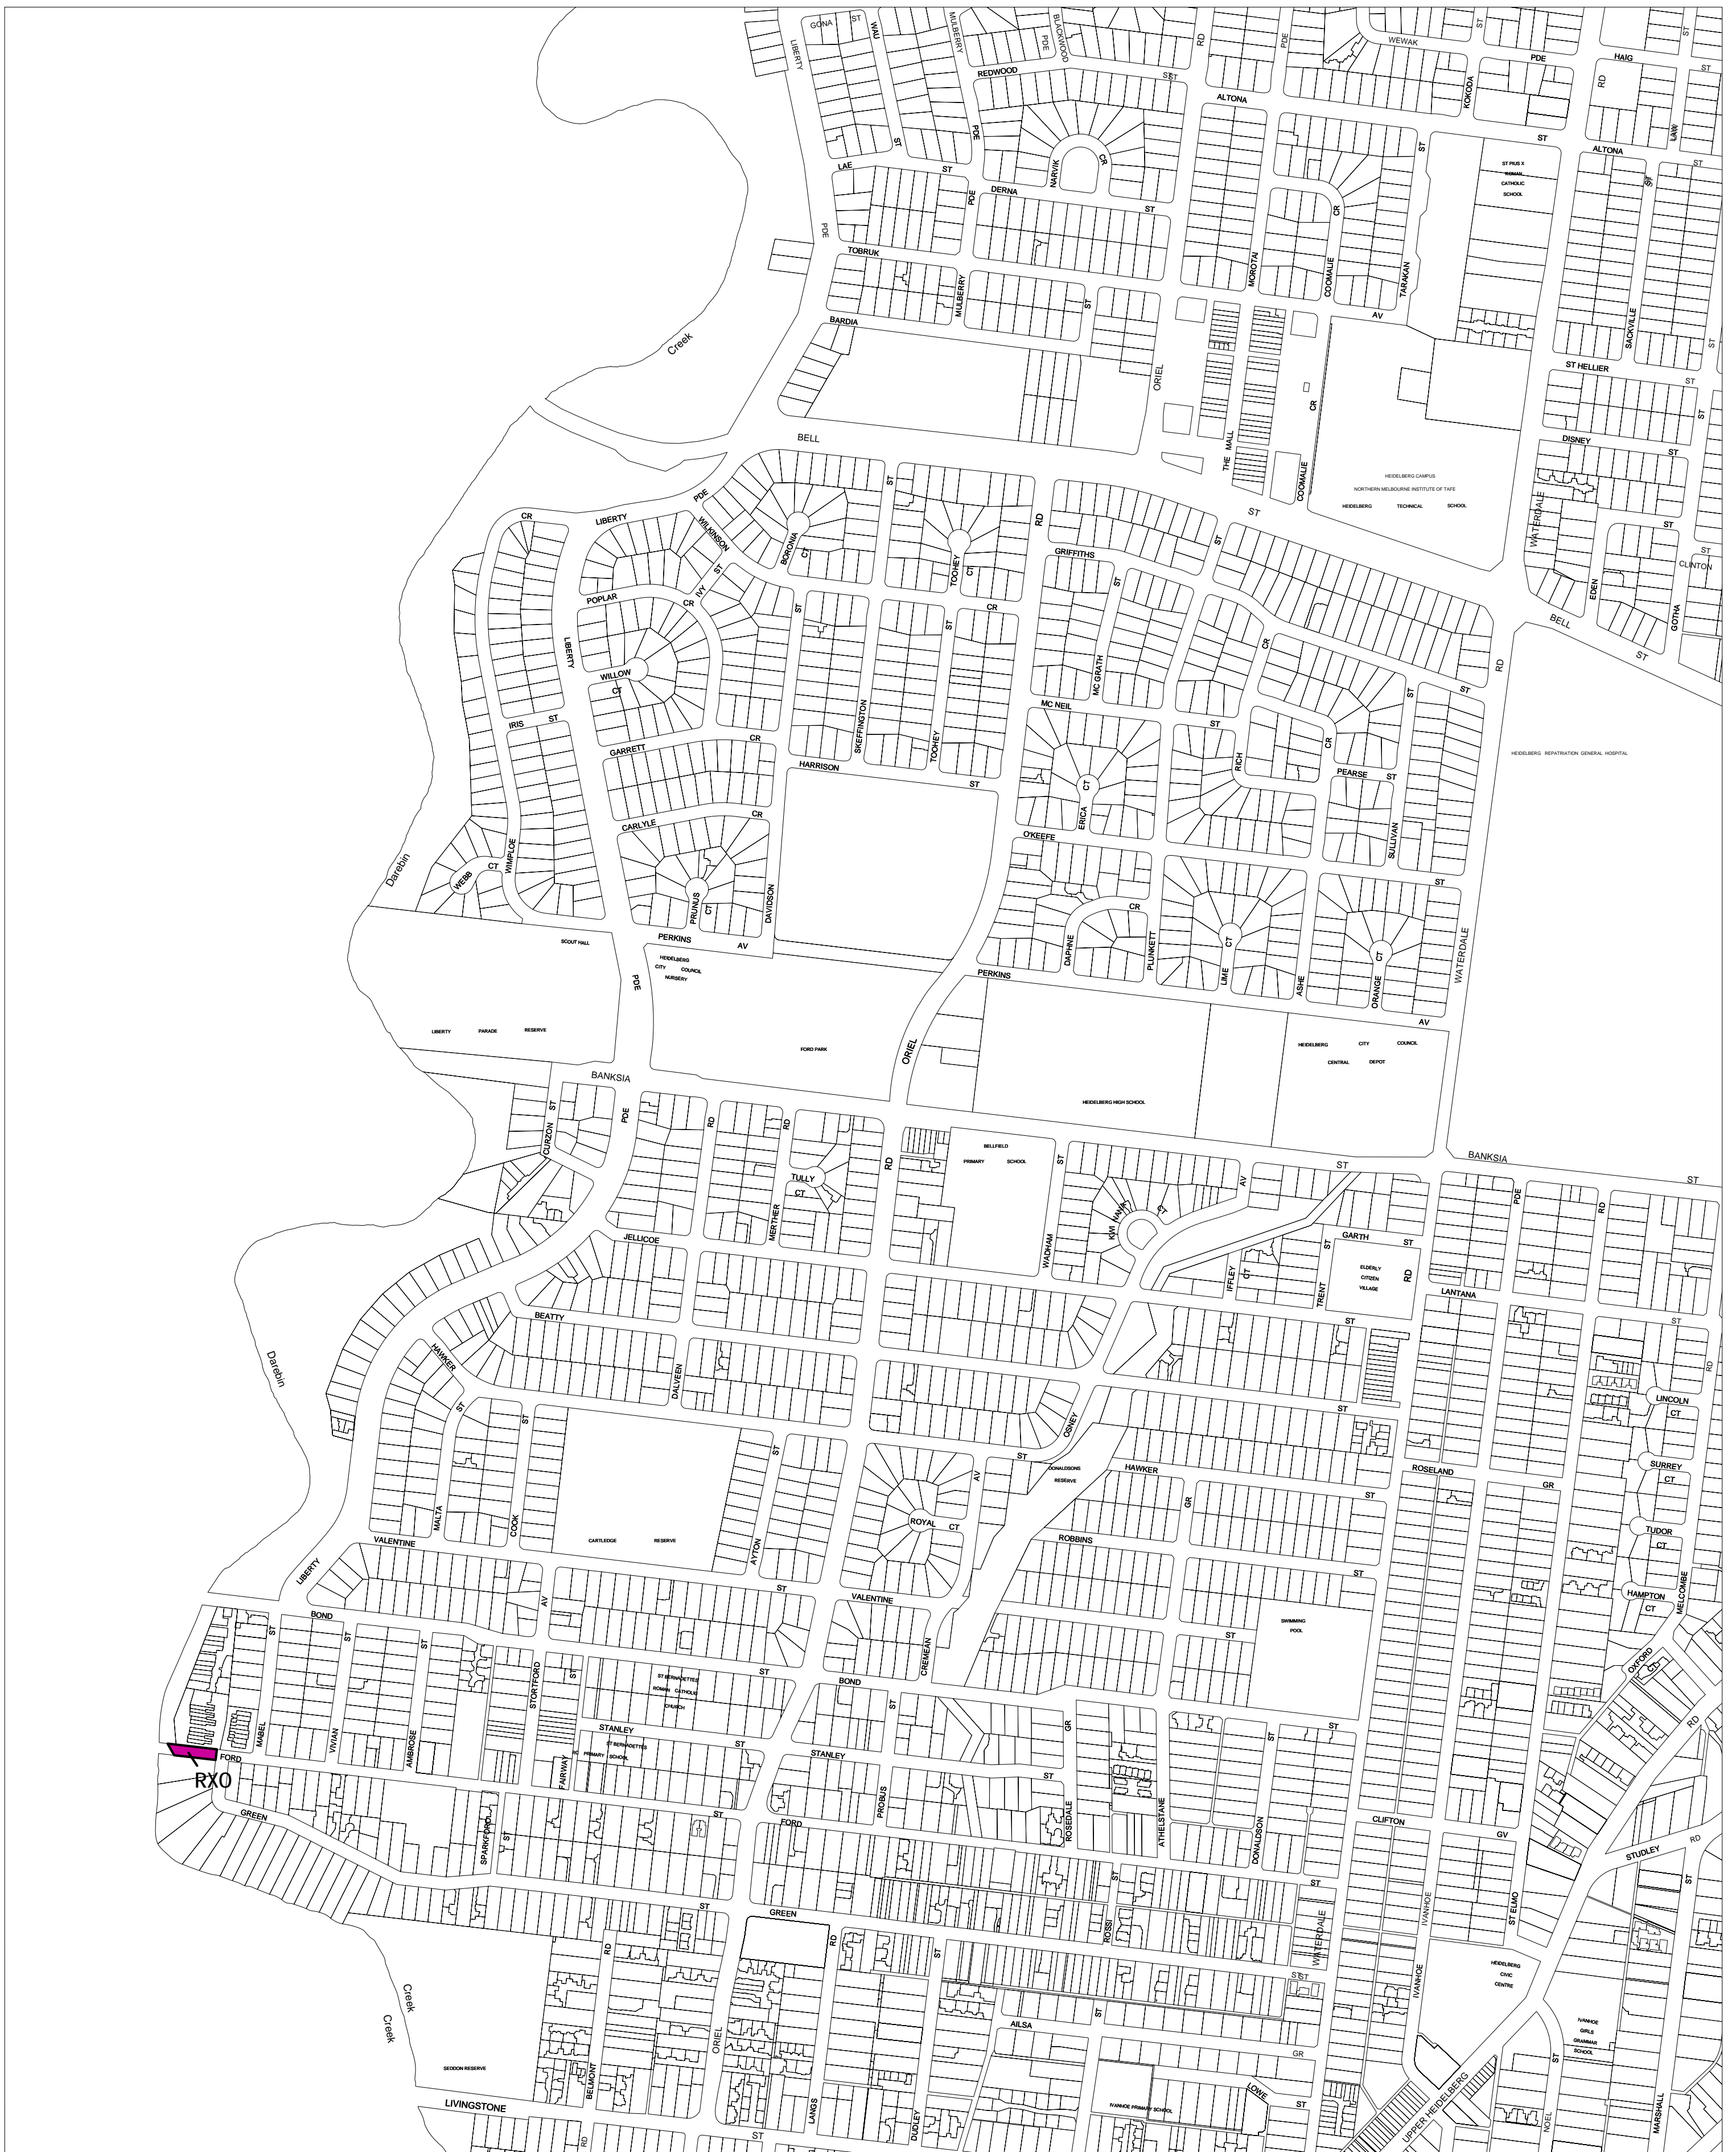 GONA
ST
WAU
MULBERRY
PDE
BLACKWOOD
RD
PDE
WEWAK
ST
PDE
HAIG
ST
ST
LIBERTY
REDWOOD
ST
ST
KOKODA
RD
ALTONA
LAW
ST
PDE
ST
ST
ALTONA
ST
ST
LAE
ST
NARVIK
CR
ST PIUS X
ROMAN
CATHOLIC
SCHOOL
PDE
DERNA
ST
CR
PDE
TOBRUK
MULBERRY
ST
MOROTAI
COOMALIE
TARAKAN
AV
SACKVILLE
ST
BARDIA
Creek
ORIEL
ST HELLIER
ST
CR
ST
BELL
THE MALL
DISNEY
ST
COOMALIE
HEIDELBERG CAMPUS
NORTHERN MELBOURNE INSTITUTE OF TAFE
HEIDELBERG TECHNICAL SCHOOL
WATERDALE
PDE
ST
CR
LIBERTY
WILKINSON
BORONIA
CT
RD
ST
ST
ST
ST
CLINTON
GRIFFITHS
TOOHEY
CT
ST
IVY
ST
POPLAR
CR
ST
ST
CR
EDEN
GOTHA
BELL
ST
LIBERTY
WILLOW
CT
CR
RD
MC GRATH
ST
ST
IRIS
ST
SKEFFINGTON
TOOHEY
MC NEIL
ST
GARRETT
CR
CR
RICH
HEIDELBERG REPATRIATION GENERAL HOSPITAL
HARRISON
ST
CT
ERICA
PEARSE
ST
CARLYLE
CR
O'KEEFE
SULLIVAN
WIMPLOE
Darebin
WEBB
CT
ST
PRUNUS
CT
DAVIDSON
CR
PERKINS
AV
SCOUT HALL
DAPHNE
PLUNKETT
CT
LIME
ASHE
CT
ORANGE
WATERDALE
HEIDELBERG
CITY COUNCIL
NURSERY
PERKINS
PDE
AV
LIBERTY PARADE RESERVE
FORD PARK
ORIEL
HEIDELBERG CITY COUNCIL
CENTRAL DEPOT
BANKSIA
HEIDELBERG HIGH SCHOOL
ST
CURZON
PDE
RD
RD
RD
BELLFIELD
PRIMARY SCHOOL
ST
BANKSIA
ST
ST
TULLY
CT
AV
PDE
RD
MERTHER
CT
KWI
WADHAM
JELLICOE
ST
GARTH
ST
IFFLEY
CT
TRENT
ELDERLY
CITIZEN
VILLAGE
RD
LANTANA
BEATTY
ST
ST
HAWKER
DALVEEN
RD
Darebin
LINCOLN
CT
ST
ST
ST
OSNEY
ST
ST
AV
DONALDSONS
RESERVE
HAWKER
ROSELAND
SURREY
CT
GR
GR
ST
MALTA
COOK
ROYAL
CT
TUDOR
CT
CARTLEDGE RESERVE
AYTON
ROBBINS
VALENTINE
LIBERTY
ST
ST
AV
VALENTINE
HAMPTON
CT
MELCOMBE
BOND
SWIMMING
POOL
ST
ST
ST
ST
CREMEAN
OXFORD
CT
STORTFORD
ST
ST BERNADETTES
ROMAN CATHOLIC
CHURCH
ST
BOND
ST
GR
RD
MABEL
VIVIAN
AMBROSE
STANLEY
ST
ST BERNADETTES
PRIMARY SCHOOL
ST
ST
FORD
RXO
FAIRWAY
STANLEY
ST
PROBUS
ROSEDALE
ATHELSTANE
DONALDSON
GREEN
ST
FORD
CLIFTON
GV
STUDLEY
RD
SPARKFORD
ST
ST
ST
ST
IVANHOE
ST ELMO
ST
GREEN
RD
ROSSI
WATERDALE
RD
ST
HEIDELBERG
CIVIC
CENTRE
IVANHOE
Creek
Creek
ORIEL
ST
ST
ST
AILSA
GR
IVANHOE
GIRLS
GRAMMAR
SCHOOL
SEDDON RESERVE
BELMONT
LIVINGSTONE
LANGS
DUDLEY
LOWE
ST
IVANHOE PRIMARY SCHOOL
UPPER HEIDELBERG
ST
NOEL
MARSHALL
RD
ST
RD